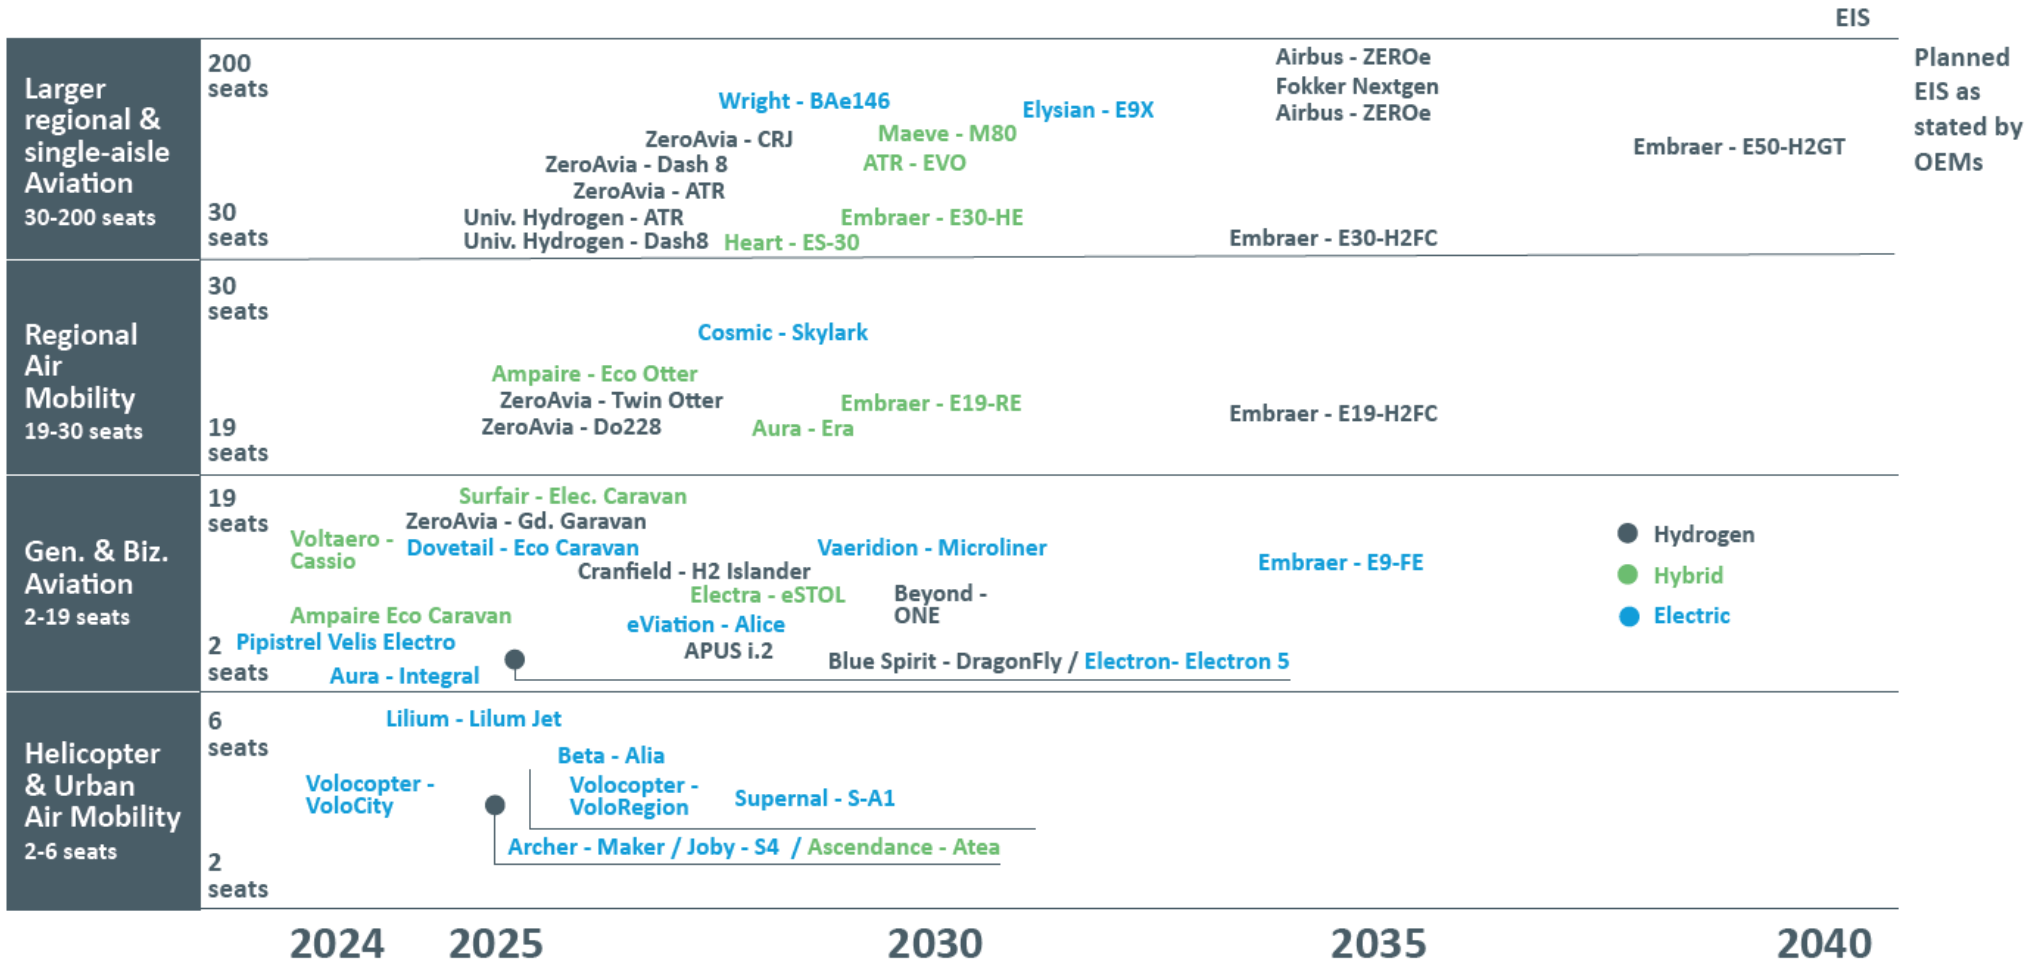 EIS
Planned
EIS as
stated by
OEMs
Larger
regional &
single-aisle
Aviation
30-200 seats
200
seats
30
seats
Airbus - ZEROe
Fokker Nextgen
Airbus - ZEROe
Wright - BAe146
Elysian - E9X
ZeroAvia - CRJ
Maeve - M80
Embraer - E50-H2GT
ZeroAvia - Dash 8
ATR - EVO
ZeroAvia - ATR
Univ. Hydrogen - ATR
Embraer - E30-HE
Univ. Hydrogen - Dash8
Heart - ES-30
Embraer - E30-H2FC
Regional
Air
Mobility
19-30 seats
30
seats
19
seats
Cosmic - Skylark
Ampaire - Eco Otter
ZeroAvia - Twin Otter
Embraer - E19-RE
Embraer - E19-H2FC
ZeroAvia - Do228
Aura - Era
Gen. & Biz.
Aviation
2-19 seats
19
seats
2
seats
Surfair - Elec. Caravan
ZeroAvia - Gd. Garavan
Voltaero -
Cassio
Dovetail - Eco Caravan
Vaeridion - Microliner
Embraer - E9-FE
Cranfield - H2 Islander
Electra - eSTOL
Beyond -
ONE
Ampaire Eco Caravan
eViation - Alice
Pipistrel Velis Electro
APUS i.2
Blue Spirit - DragonFly / Electron- Electron 5
Aura - Integral
Hydrogen
Hybrid
Electric
Helicopter
& Urban
Air Mobility
2-6 seats
6
seats
2
seats
Lilium - Lilum Jet
Beta - Alia
Volocopter -
VoloCity
Volocopter -
VoloRegion
Supernal - S-A1
Archer - Maker / Joby - S4 / Ascendance - Atea
2024
2025
2030
2035
2040